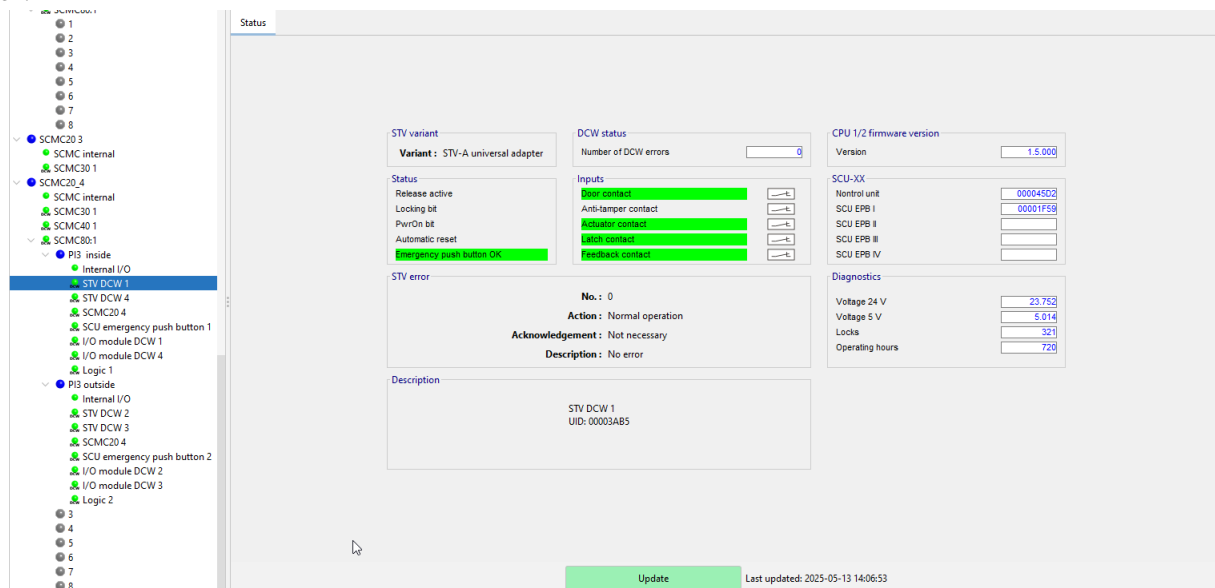 SCMC80:1
1
2
3
4
5
6
7
8
SCMC20 3
SCMC internal
SCMC30 1
SCMC20_4
SCMC internal
SCMC30 1
SCMC40 1
SCMC80:1
PI3 inside
Internal I/O
STV DCW 1
STV DCW 4
SCMC20 4
SCU emergency push button 1
I/O module DCW 1
I/O module DCW 4
Logic 1
PI3 outside
Internal I/O
STV DCW 2
STV DCW 3
SCMC20 4
SCU emergency push button 2
I/O module DCW 2
I/O module DCW 3
Logic 2
3
4
5
6
7
8
Status
STV variant
Variant : STV-A universal adapter
DCW status
Number of DCW errors 0
CPU 1/2 firmware version
Version 1.5.000
Status
Release active
Locking bit
PwrOn bit
Automatic reset
Emergency push button OK
Inputs
Door contact
Anti-tamper contact
Actuator contact
Latch contact
Feedback contact
SCU-XX
Nontrol unit 000045D2
SCU EPB I 00001F59
SCU EPB II
SCU EPB III
SCU EPB IV
STV error
No. : 0
Action : Normal operation
Acknowledgement : Not necessary
Description : No error
Diagnostics
Voltage 24 V 23.752
Voltage 5 V 5.014
Locks 321
Operating hours 720
Description
STV DCW 1
UID: 00003AB5
Update
Last updated: 2025-05-13 14:06:53